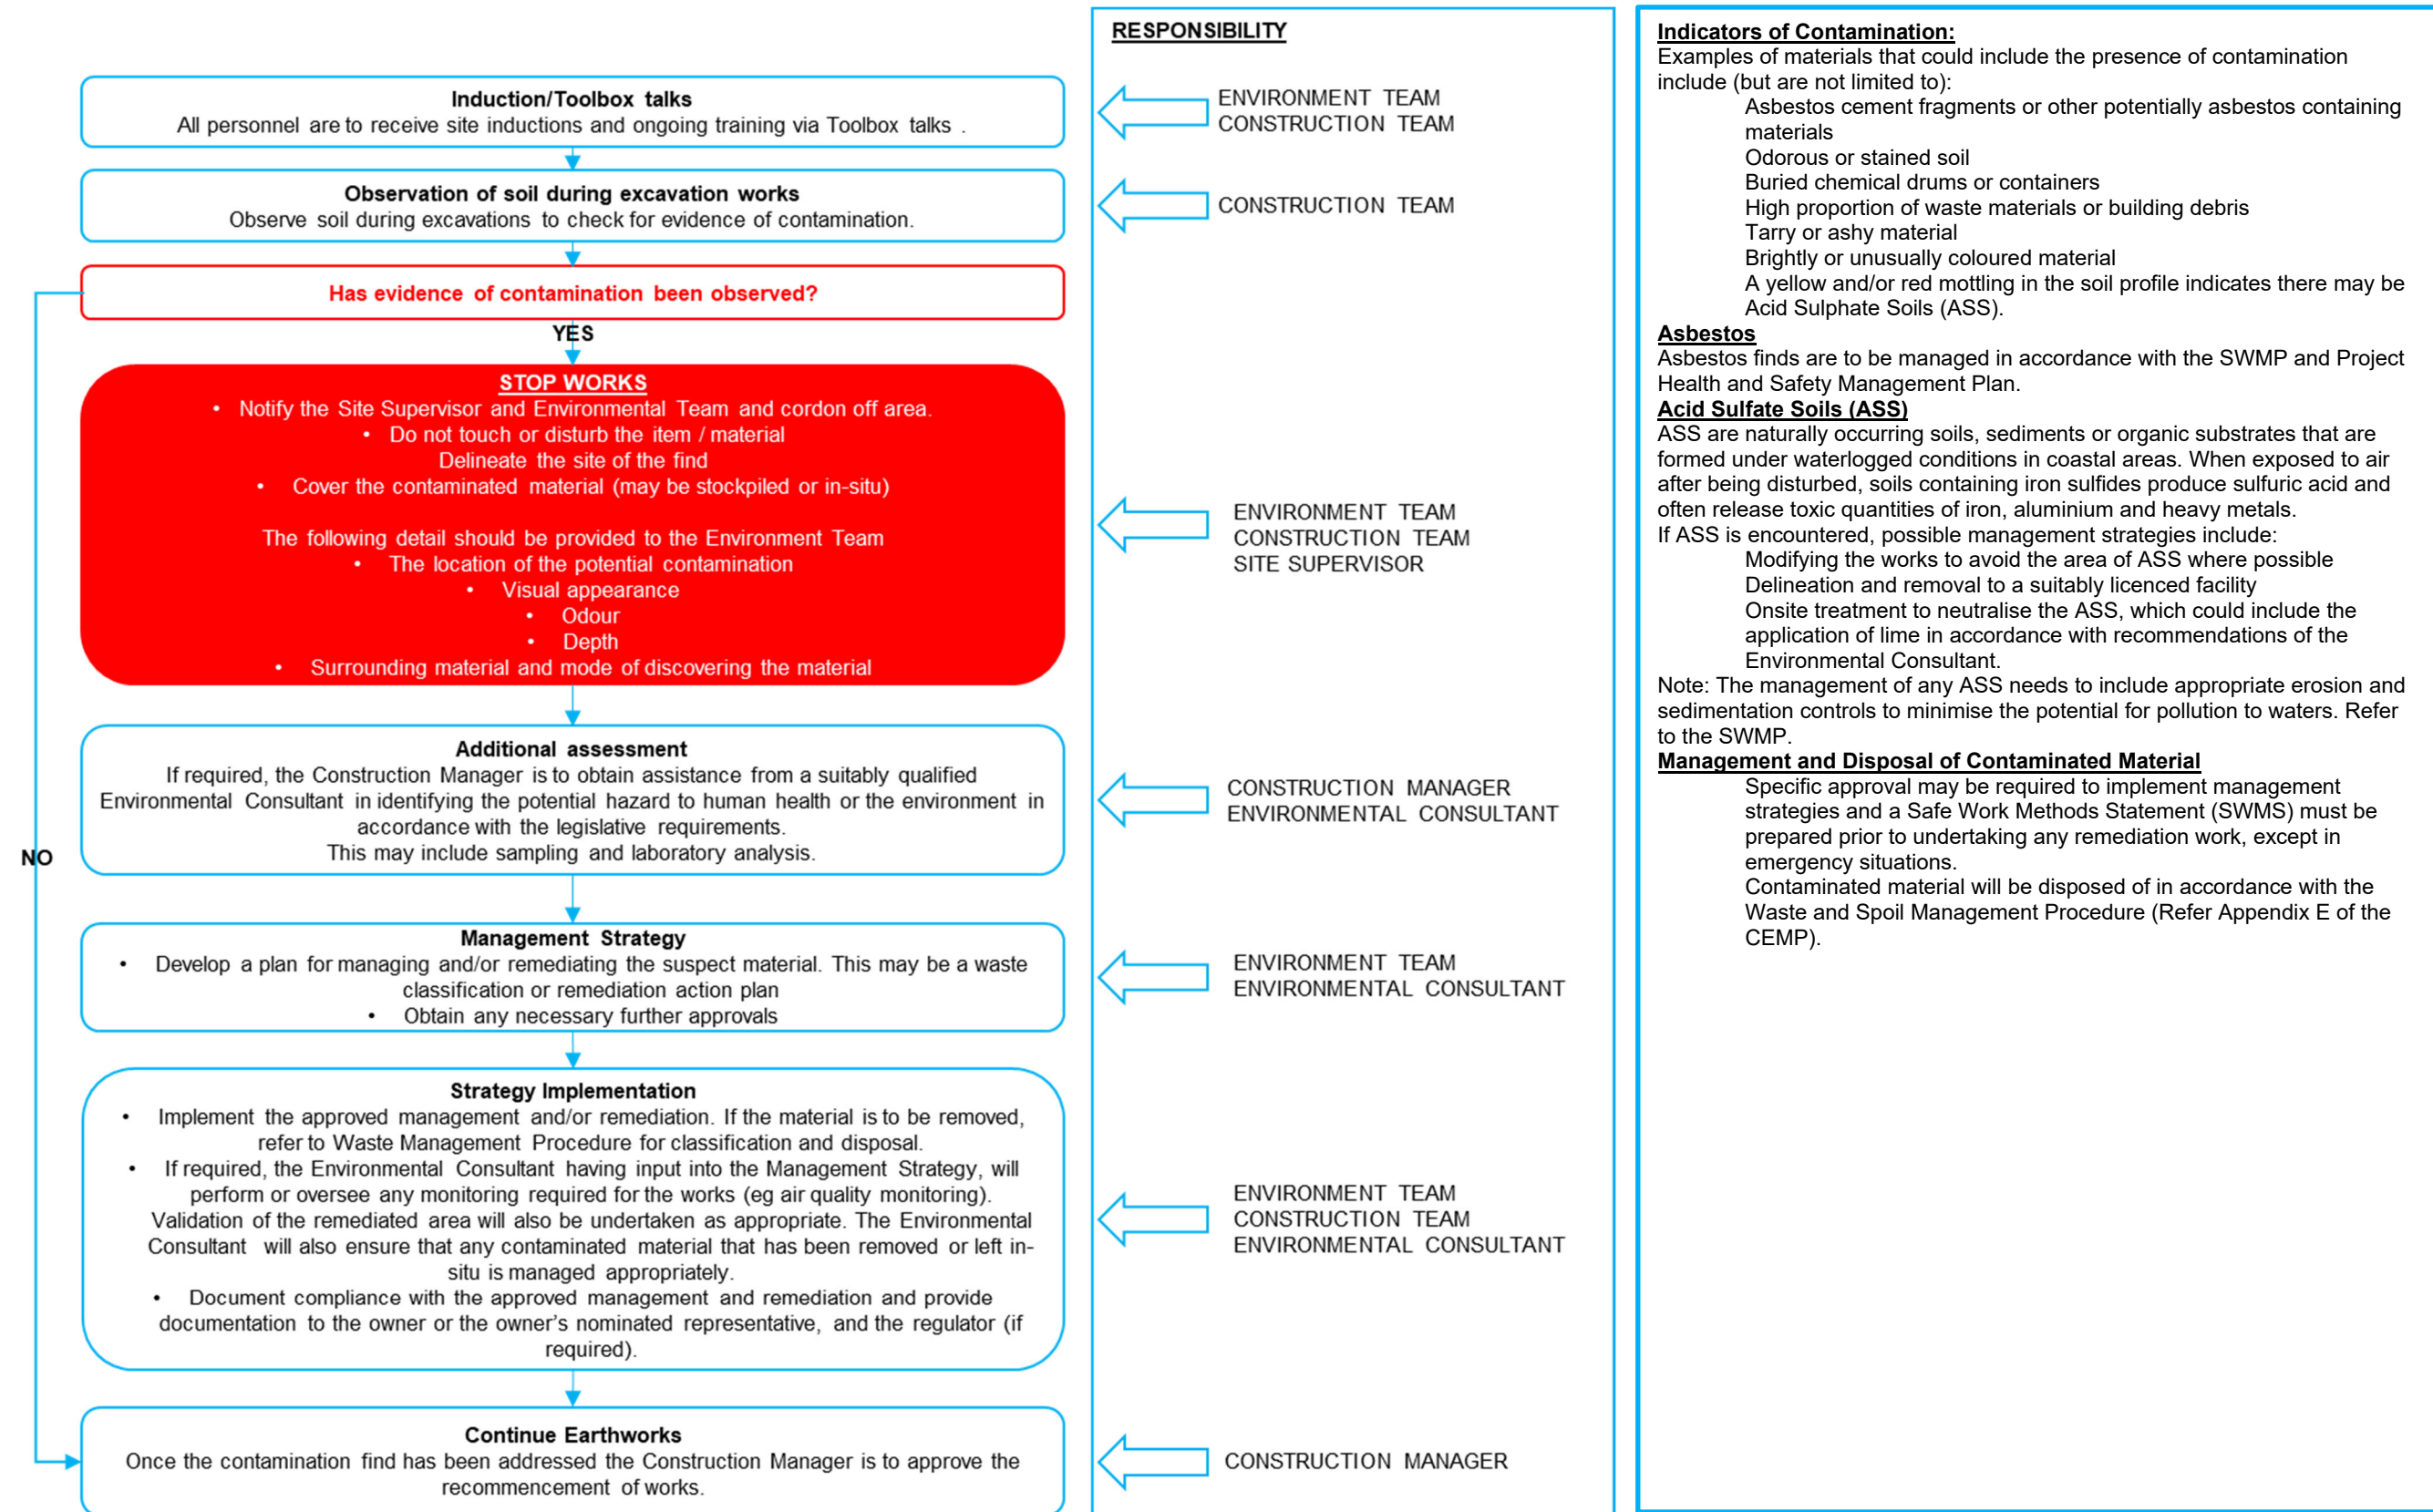 Induction/Toolbox talks
All personnel are to receive site inductions and ongoing training via Toolbox talks .
Observation of soil during excavation works
Observe soil during excavations to check for evidence of contamination.
Has evidence of contamination been observed?
YES
STOP WORKS
• Notify the Site Supervisor and Environmental Team and cordon off area.
• Do not touch or disturb the item / material
Delineate the site of the find
• Cover the contaminated material (may be stockpiled or in-situ)
The following detail should be provided to the Environment Team
• The location of the potential contamination
• Visual appearance
• Odour
• Depth
• Surrounding material and mode of discovering the material
Additional assessment
If required, the Construction Manager is to obtain assistance from a suitably qualified
Environmental Consultant in identifying the potential hazard to human health or the environment in
accordance with the legislative requirements.
This may include sampling and laboratory analysis.
NO
Management Strategy
• Develop a plan for managing and/or remediating the suspect material. This may be a waste
classification or remediation action plan
• Obtain any necessary further approvals
Strategy Implementation
• Implement the approved management and/or remediation. If the material is to be removed,
refer to Waste Management Procedure for classification and disposal.
• If required, the Environmental Consultant having input into the Management Strategy, will
perform or oversee any monitoring required for the works (eg air quality monitoring).
Validation of the remediated area will also be undertaken as appropriate. The Environmental
Consultant will also ensure that any contaminated material that has been removed or left in-
situ is managed appropriately.
• Document compliance with the approved management and remediation and provide
documentation to the owner or the owner's nominated representative, and the regulator (if
required).
Continue Earthworks
Once the contamination find has been addressed the Construction Manager is to approve the
recommencement of works.
RESPONSIBILITY
ENVIRONMENT TEAM
CONSTRUCTION TEAM
CONSTRUCTION TEAM
ENVIRONMENT TEAM
CONSTRUCTION TEAM
SITE SUPERVISOR
CONSTRUCTION MANAGER
ENVIRONMENTAL CONSULTANT
ENVIRONMENT TEAM
ENVIRONMENTAL CONSULTANT
ENVIRONMENT TEAM
CONSTRUCTION TEAM
ENVIRONMENTAL CONSULTANT
CONSTRUCTION MANAGER
Indicators of Contamination:
Examples of materials that could include the presence of contamination
include (but are not limited to):
Asbestos cement fragments or other potentially asbestos containing
materials
Odorous or stained soil
Buried chemical drums or containers
High proportion of waste materials or building debris
Tarry or ashy material
Brightly or unusually coloured material
A yellow and/or red mottling in the soil profile indicates there may be
Acid Sulphate Soils (ASS).
Asbestos
Asbestos finds are to be managed in accordance with the SWMP and Project
Health and Safety Management Plan.
Acid Sulfate Soils (ASS)
ASS are naturally occurring soils, sediments or organic substrates that are
formed under waterlogged conditions in coastal areas. When exposed to air
after being disturbed, soils containing iron sulfides produce sulfuric acid and
often release toxic quantities of iron, aluminium and heavy metals.
If ASS is encountered, possible management strategies include:
Modifying the works to avoid the area of ASS where possible
Delineation and removal to a suitably licenced facility
Onsite treatment to neutralise the ASS, which could include the
application of lime in accordance with recommendations of the
Environmental Consultant.
Note: The management of any ASS needs to include appropriate erosion and
sedimentation controls to minimise the potential for pollution to waters. Refer
to the SWMP.
Management and Disposal of Contaminated Material
Specific approval may be required to implement management
strategies and a Safe Work Methods Statement (SWMS) must be
prepared prior to undertaking any remediation work, except in
emergency situations.
Contaminated material will be disposed of in accordance with the
Waste and Spoil Management Procedure (Refer Appendix E of the
CEMP).